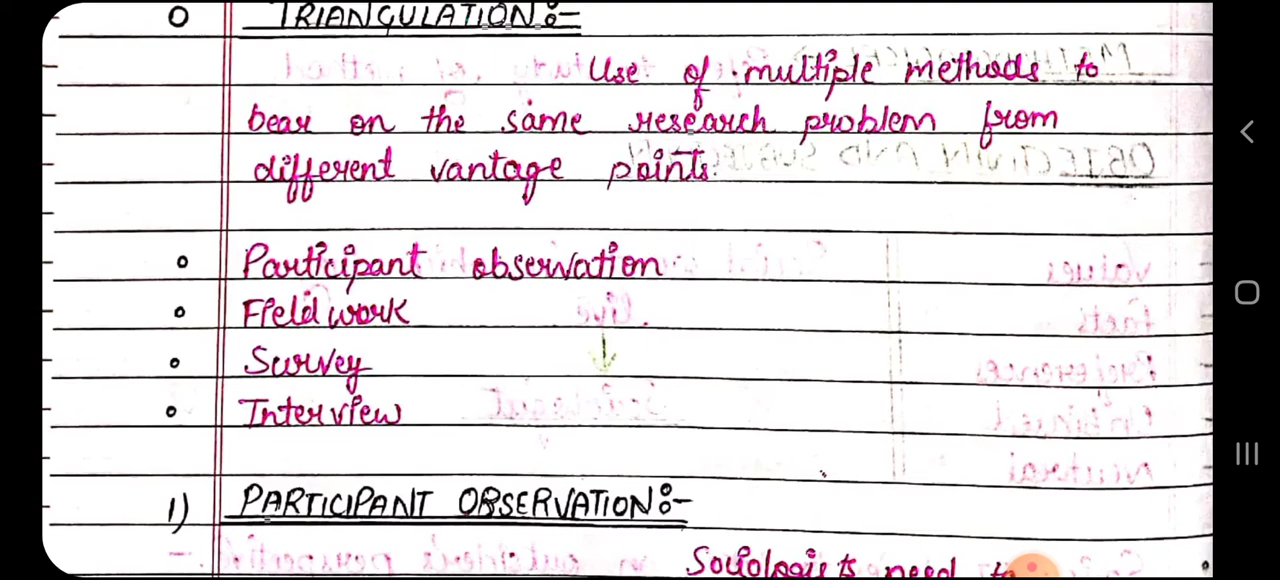 TRIANGULATION:-
Use of multiple methods to
bear on the same research problem from
different vantage points.
Participant observation
Field work
Survey
Interview
1) PARTICIPANT OBSERVATION:-
Sociologists need to